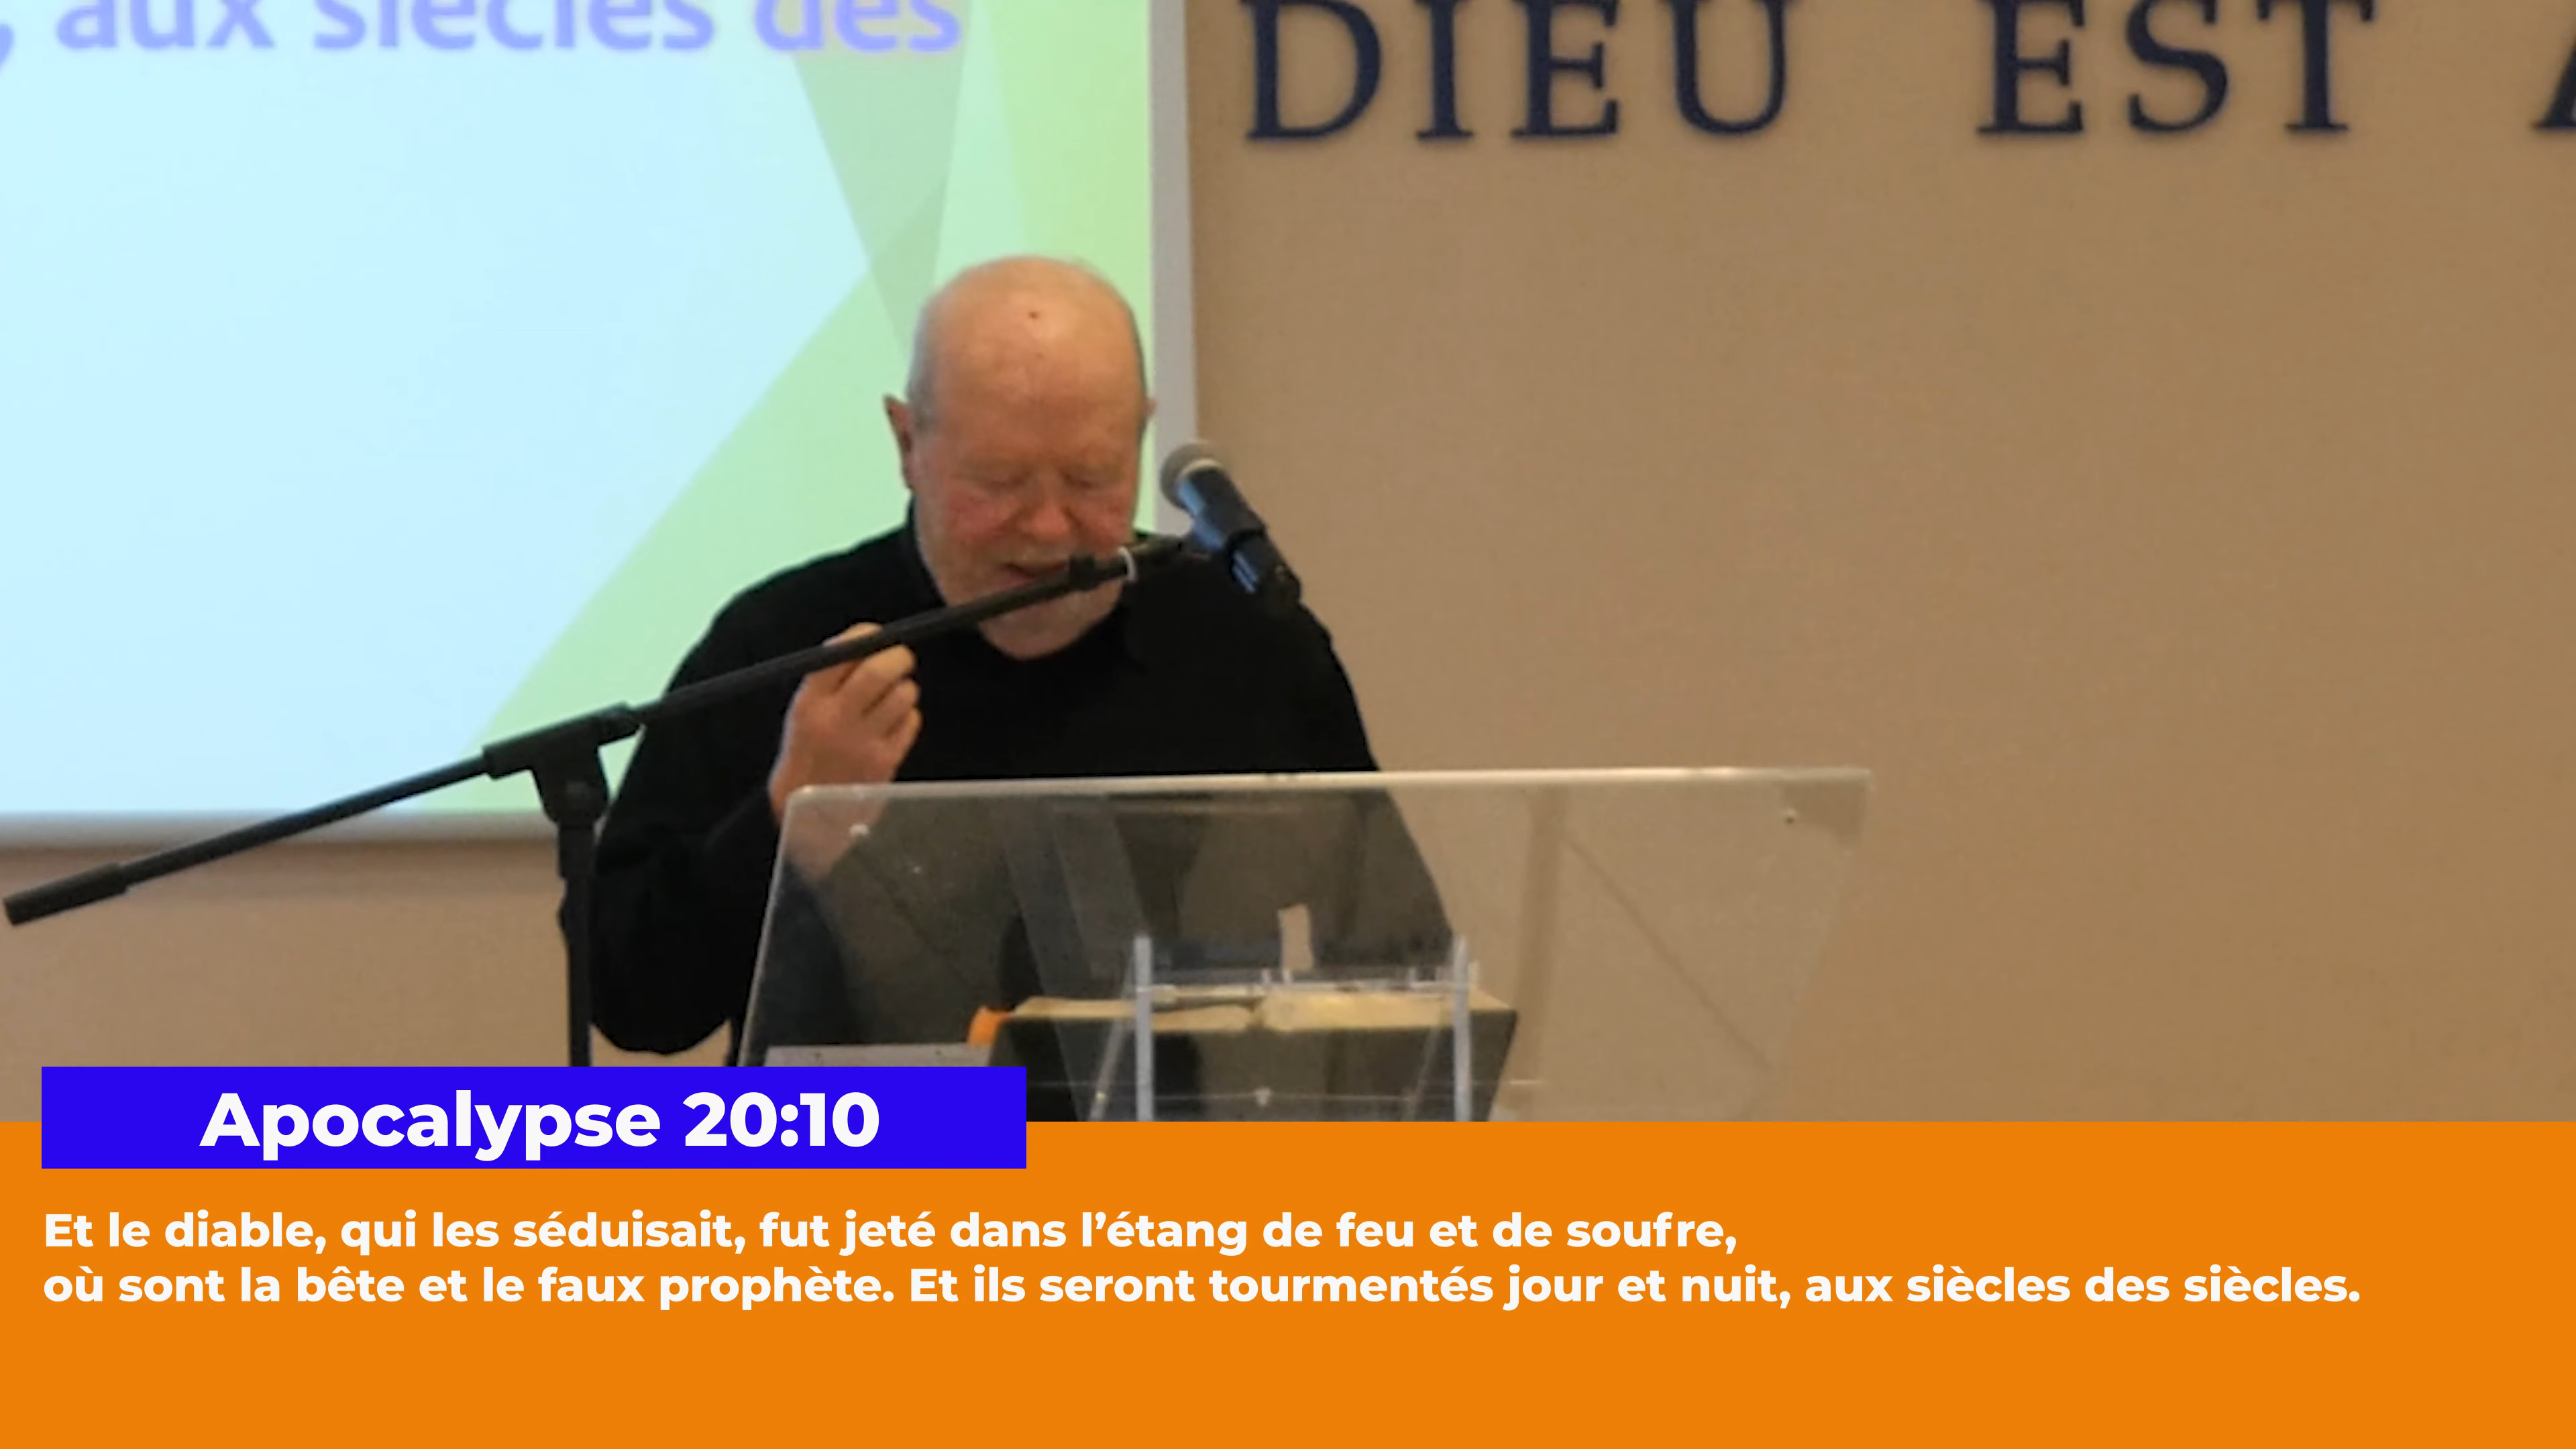 , aux siècles des
DIEU EST A
Apocalypse 20:10
Et le diable, qui les séduisait, fut jeté dans l’étang de feu et de soufre,
où sont la bête et le faux prophète. Et ils seront tourmentés jour et nuit, aux siècles des siècles.